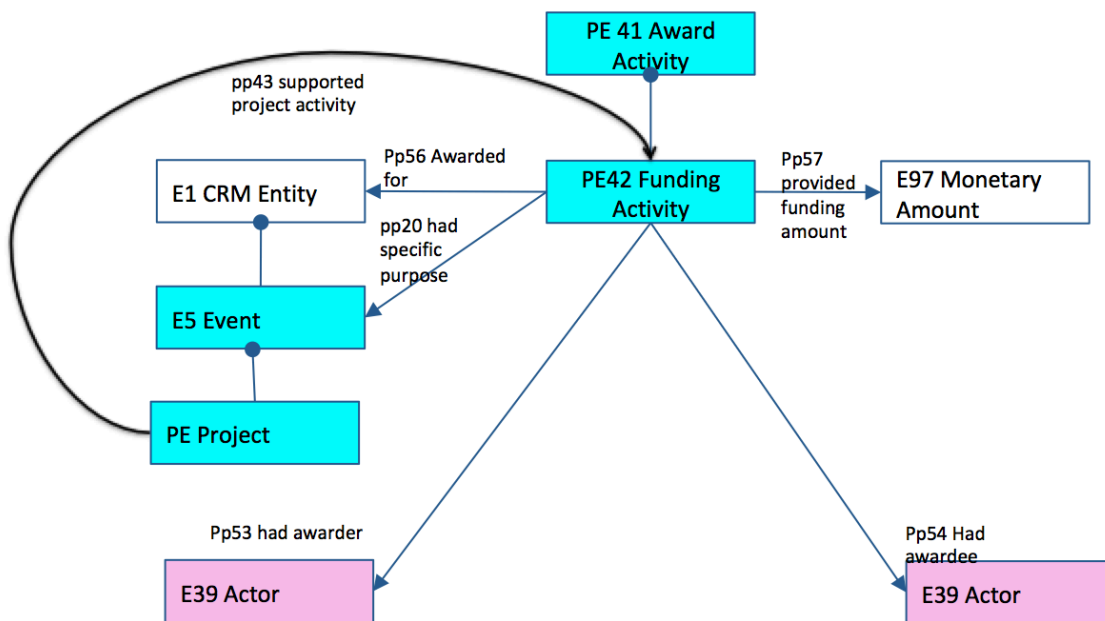 PE 41 Award
Activity
pp43 supported
project activity
Pp56 Awarded
for
Pp57
provided
funding
amount
E1 CRM Entity
PE42 Funding
Activity
E97 Monetary
Amount
pp20 had
specific
purpose
E5 Event
PE Project
Pp53 had awarder
Pp54 Had
awardee
E39 Actor
E39 Actor